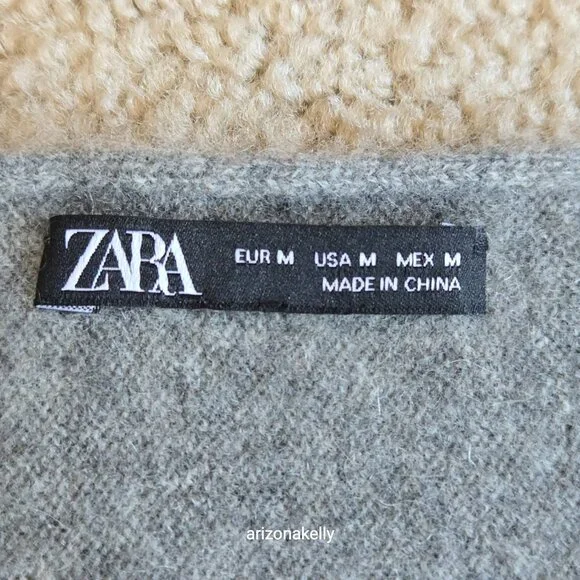 ZARA
EUR M USA M MEX M
MADE IN CHINA
arizonakelly